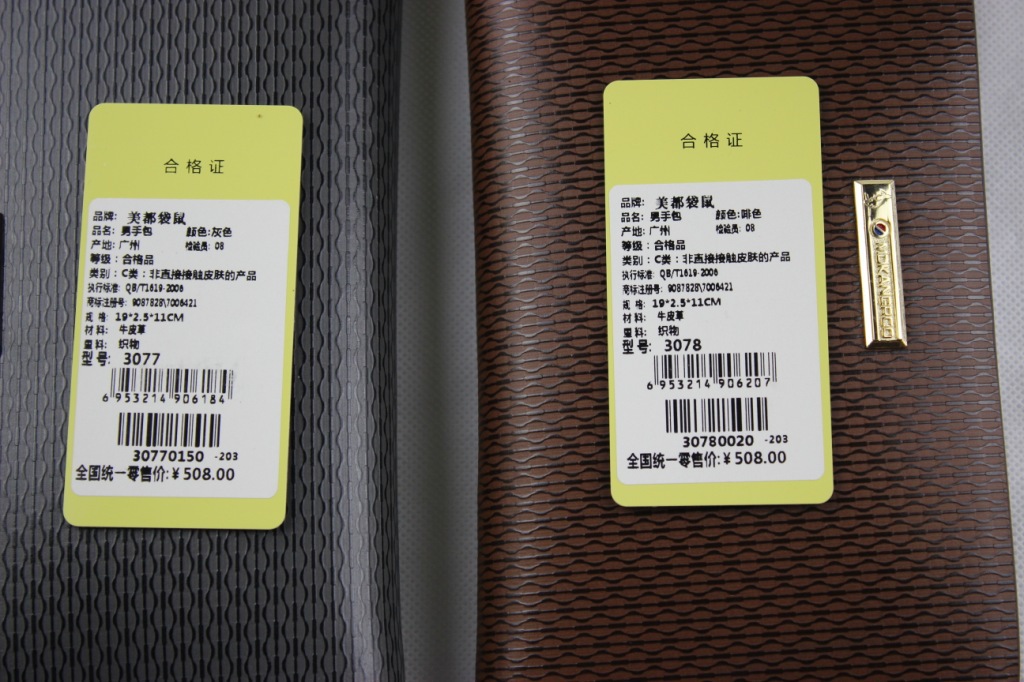 合格证
品牌: 美都袋鼠
品名: 男手包 颜色:灰色
产地: 广州 检验员: 08
等级: 合格品
类别: C类: 非直接接触皮肤的产品
执行标准: QB/T1619-2006
商标注册号: 9087828\7006421
规 格: 19*2.5*11CM
材 料: 牛皮革
里料: 织物
型 号: 3077
6 953214 906184
30770150 -203
全国统一零售价:¥508.00
合格证
品牌: 美都袋鼠
品名: 男手包 颜色:啡色
产地: 广州 检验员: 08
等级: 合格品
类别: C类: 非直接接触皮肤的产品
执行标准: QB/T1619-2006
商标注册号: 9087828\7006421
规 格: 19*2.5*11CM
材 料: 牛皮革
里料: 织物
型 号: 3078
6 953214 906207
30780020 -203
全国统一零售价:¥508.00